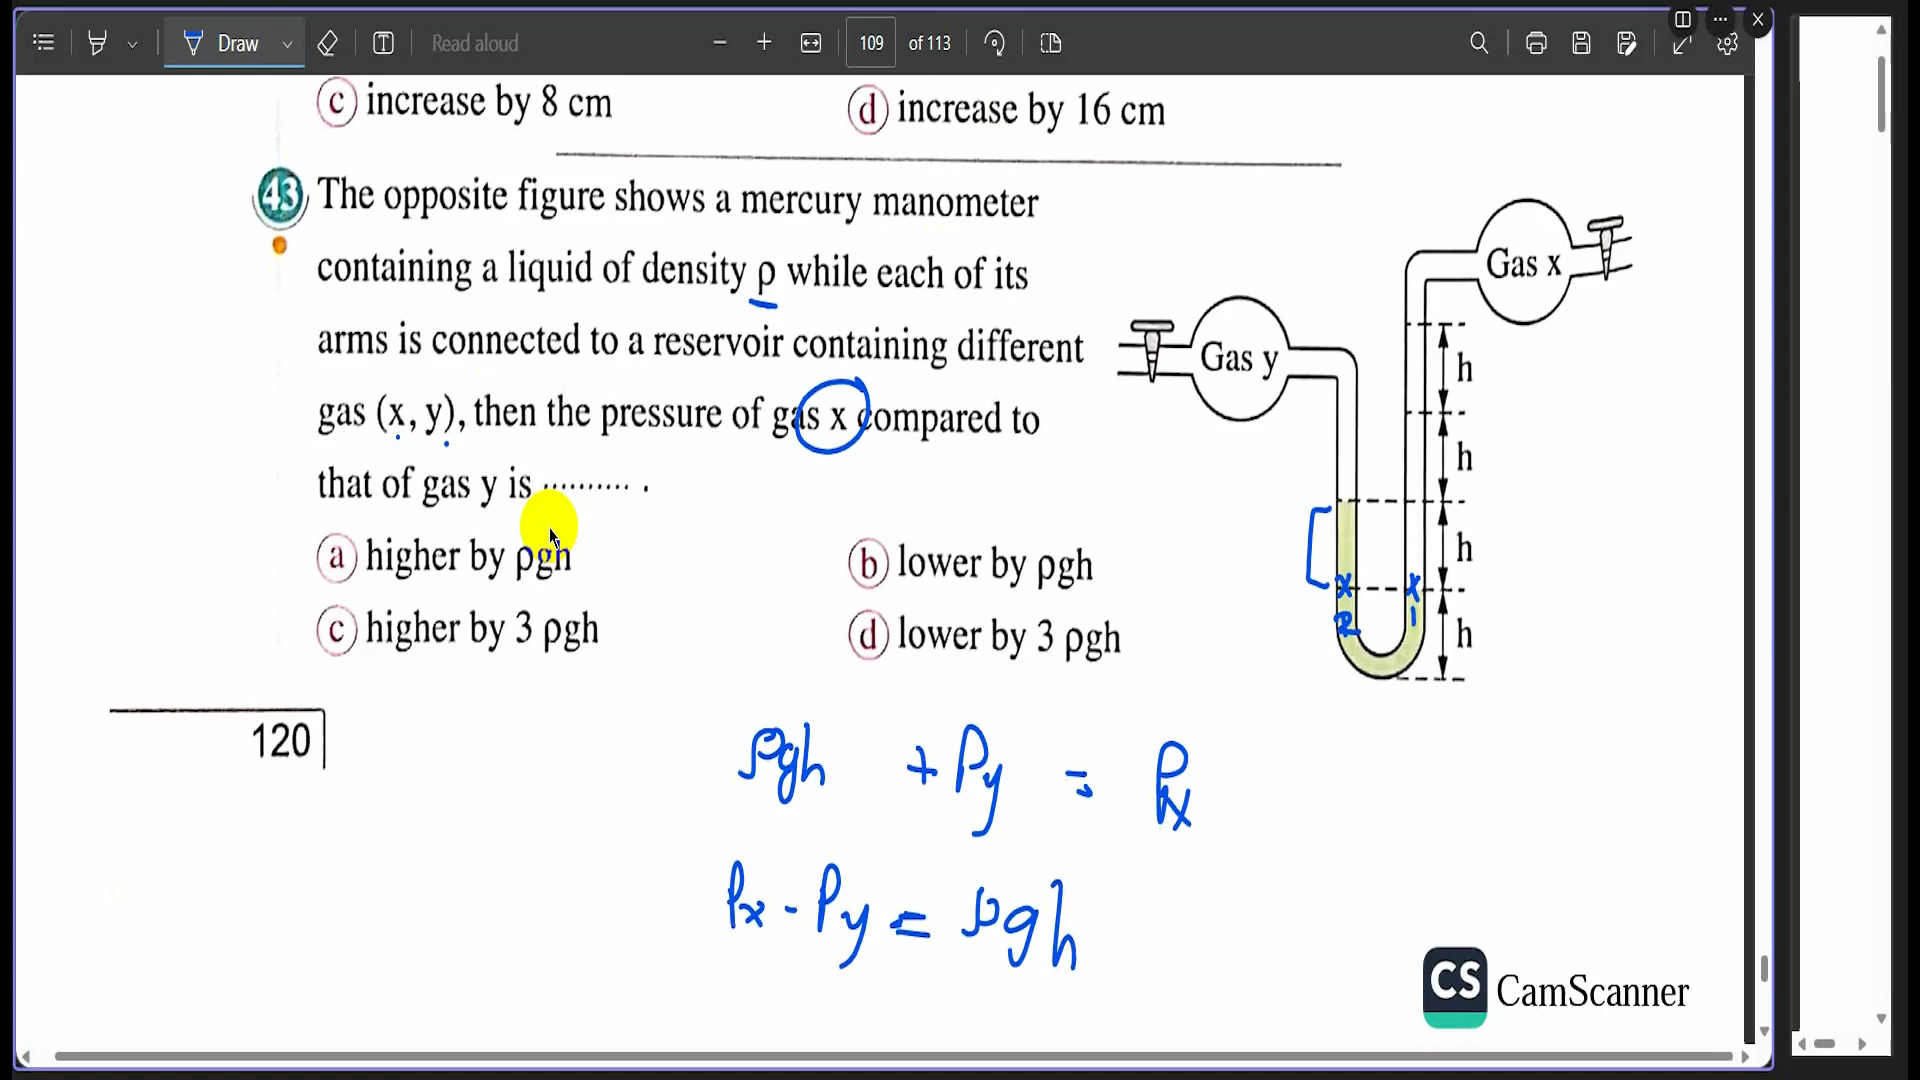 Draw
Read aloud
109 of 113
c increase by 8 cm
d increase by 16 cm
43 The opposite figure shows a mercury manometer
containing a liquid of density ρ while each of its
arms is connected to a reservoir containing different
gas (x, y), then the pressure of gas x compared to
that of gas y is .......... .
a higher by ρgh
b lower by ρgh
c higher by 3 ρgh
d lower by 3 ρgh
Gas x
Gas y
h
h
h
h
x x
2 1
120
ρgh + Py = Px
Px - Py = ρgh
CS CamScanner